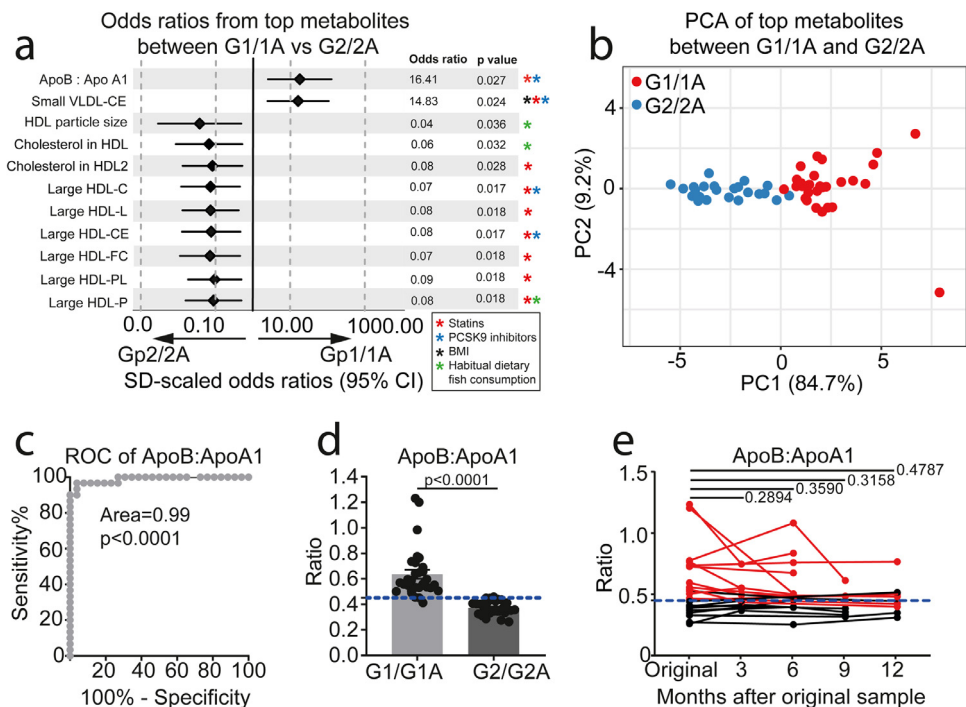 a
Odds ratios from top metabolites
between G1/1A vs G2/2A
Odds ratio p value
ApoB : Apo A1 16.41 0.027 **
Small VLDL-CE 14.83 0.024 ***
HDL particle size 0.04 0.036 *
Cholesterol in HDL 0.06 0.032 *
Cholesterol in HDL2 0.08 0.028 *
Large HDL-C 0.07 0.017 **
Large HDL-L 0.08 0.018 *
Large HDL-CE 0.08 0.017 **
Large HDL-FC 0.07 0.018 *
Large HDL-PL 0.09 0.018 *
Large HDL-P 0.08 0.018 **
0.0 0.10 10.00 1000.00
Gp2/2A Gp1/1A
SD-scaled odds ratios (95% CI)
* Statins
* PCSK9 inhibitors
* BMI
* Habitual dietary
fish consumption
b
PCA of top metabolites
between G1/1A and G2/2A
G1/1A
G2/2A
4
0
-4
PC2 (9.2%)
-5 0 5
PC1 (84.7%)
c
ROC of ApoB:ApoA1
100
80
60
40
20
0
Sensitivity%
Area=0.99
p<0.0001
20 40 60 80 100
100% - Specificity
d
ApoB:ApoA1
p<0.0001
1.4
1.2
1.0
0.8
0.6
0.4
0.2
0.0
Ratio
G1/G1A G2/G2A
e
ApoB:ApoA1
0.4787
0.3158
0.3590
0.2894
1.5
1.0
0.5
0.0
Ratio
Original 3 6 9 12
Months after original sample